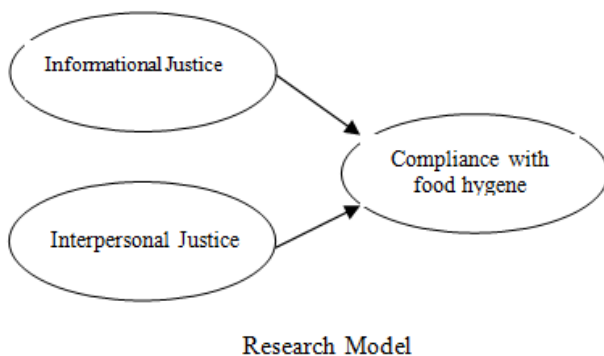 Informational Justice
Compliance with
food hygene
Interpersonal Justice
Research Model